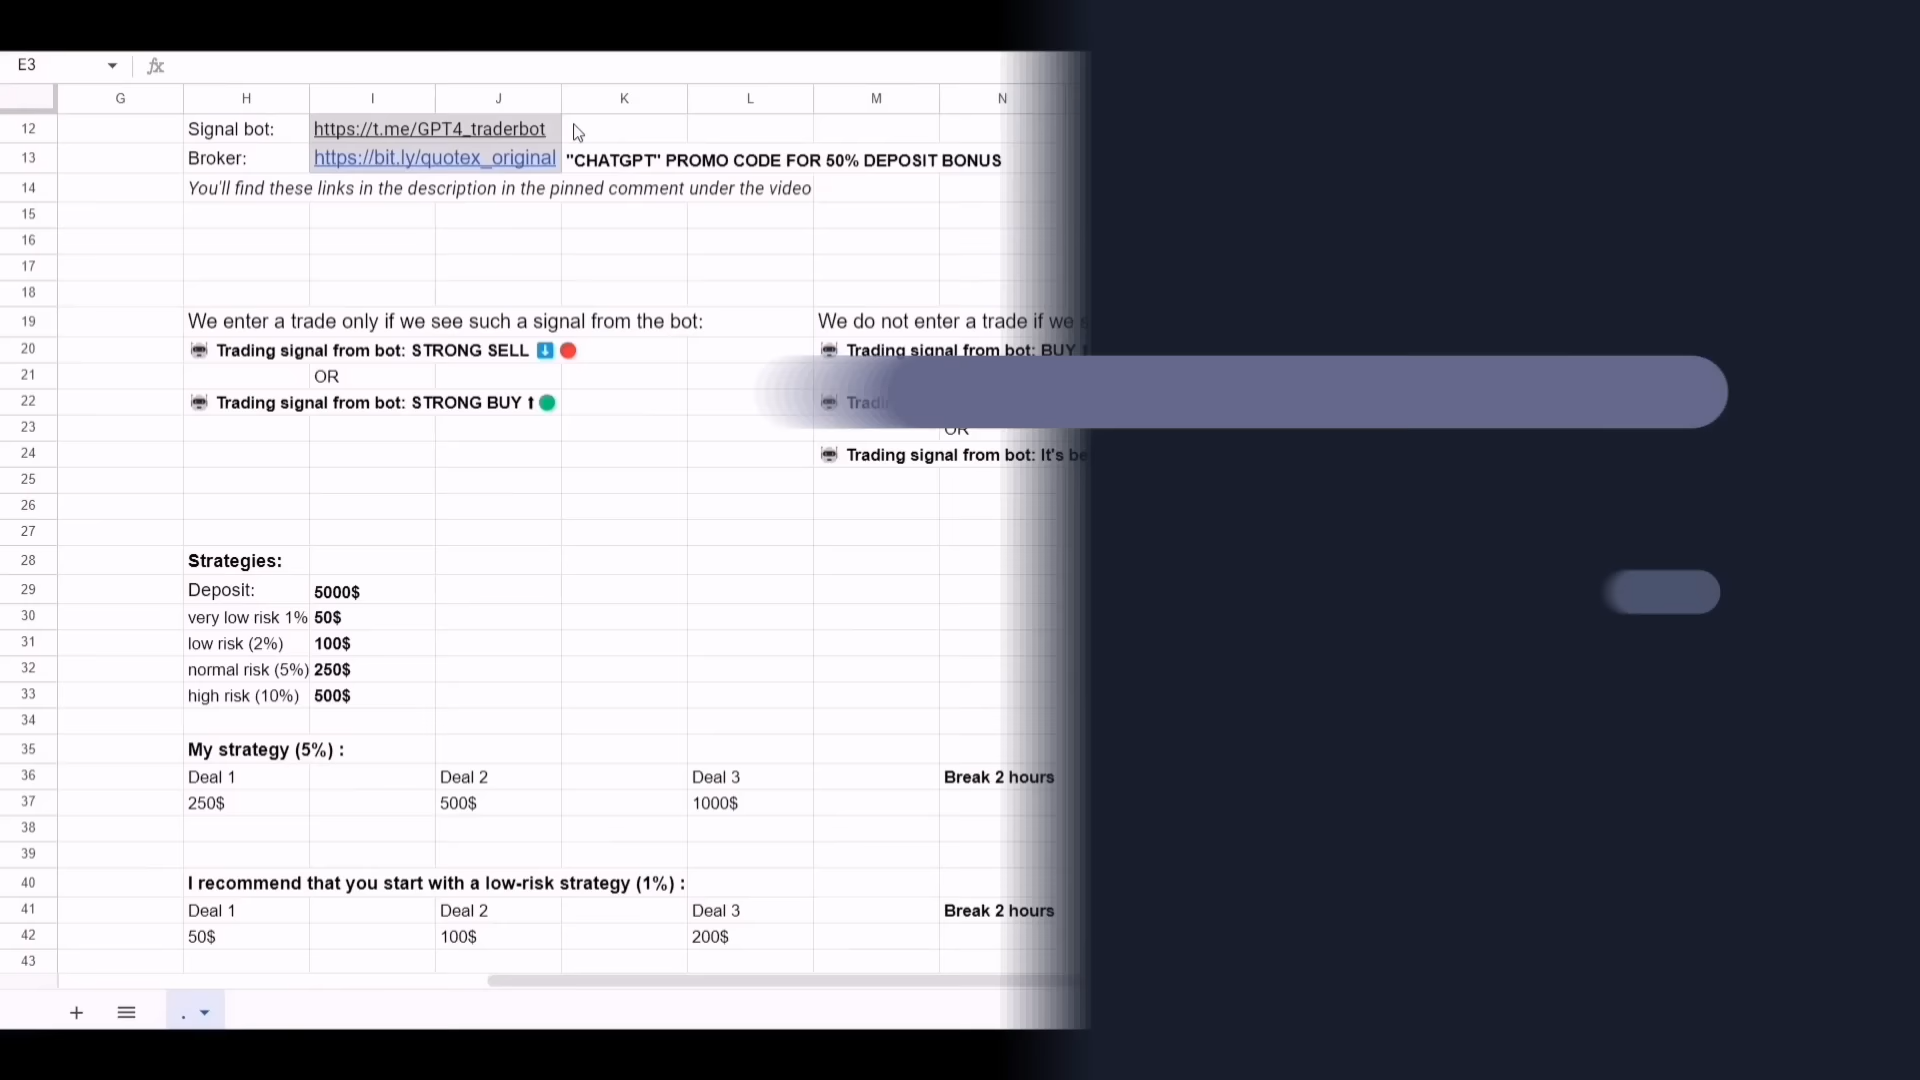 E3
fx
G H I J K L M N
12 Signal bot: https://t.me/GPT4_traderbot
13 Broker: https://bit.ly/quotex_original "CHATGPT" PROMO CODE FOR 50% DEPOSIT BONUS
14 You'll find these links in the description in the pinned comment under the video
15
16
17
18
19 We enter a trade only if we see such a signal from the bot: We do not enter a trade if we
20 Trading signal from bot: STRONG SELL ⬇️ 🔴 Trading signal from bot: BUY
21 OR
22 Trading signal from bot: STRONG BUY ⬆ 🟢
23 OR
24 Trading signal from bot: It's
25
26
27
28 Strategies:
29 Deposit: 5000$
30 very low risk 1% 50$
31 low risk (2%) 100$
32 normal risk (5%) 250$
33 high risk (10%) 500$
34
35 My strategy (5%) :
36 Deal 1 Deal 2 Deal 3 Break 2 hours
37 250$ 500$ 1000$
38
39
40 I recommend that you start with a low-risk strategy (1%) :
41 Deal 1 Deal 2 Deal 3 Break 2 hours
42 50$ 100$ 200$
43
+ .